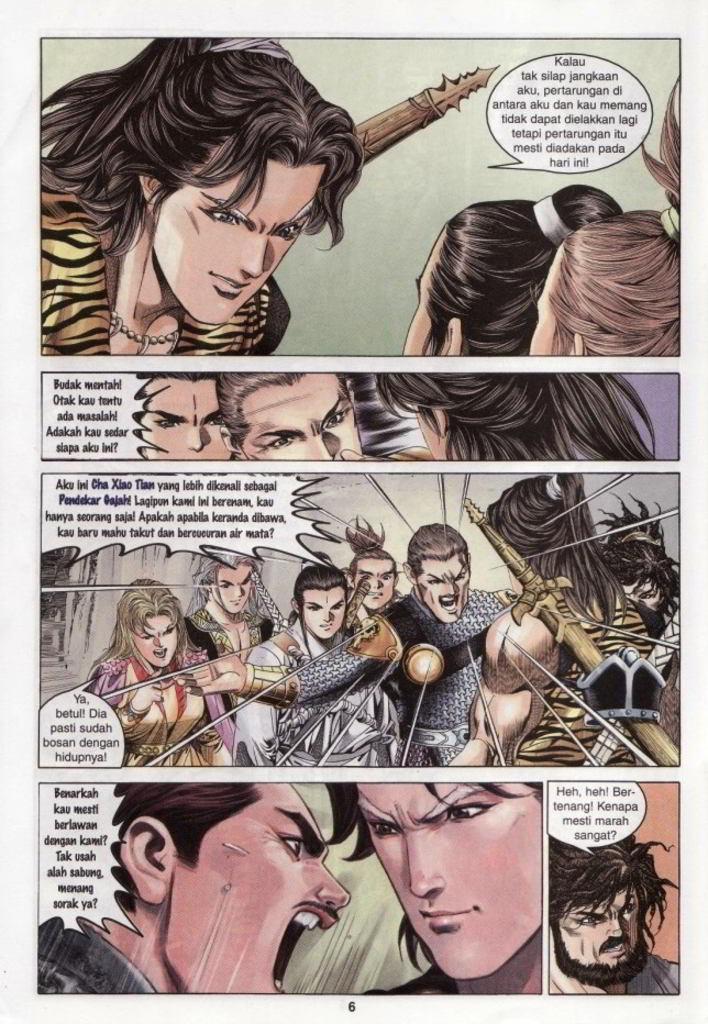 Kalau
tak silap jangkaan
aku, pertarungan di
antara aku dan kau memang
tidak dapat dielakkan lagi
tetapi pertarungan itu
mesti diadakan pada
hari ini!
Budak mentah!
Otak kau tentu
ada masalah!
Adakah kau sedar
siapa aku ini?
Aku ini Cha Xiao Tian yang lebih dikenali sebagai
Pendekar Gajah! Lagipun kami ini berenam, kau
hanya seorang saja! Apakah apabila keranda dibawa,
kau baru mahu takut dan bercucuran air mata?
Ya,
betul! Dia
pasti sudah
bosan dengan
hidupnya!
Benarkah
kau mesti
berlawan
dengan kami?
Tak usah
alah sabung,
menang
sorak ya?
Heh, heh! Ber-
tenang! Kenapa
mesti marah
sangat?
6